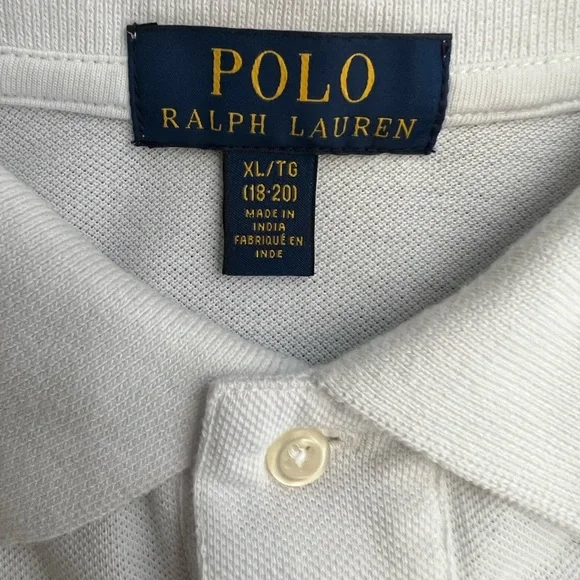 POLO
RALPH LAUREN
XL/TG
(18-20)
MADE IN
INDIA
FABRIQUÉ EN
INDE